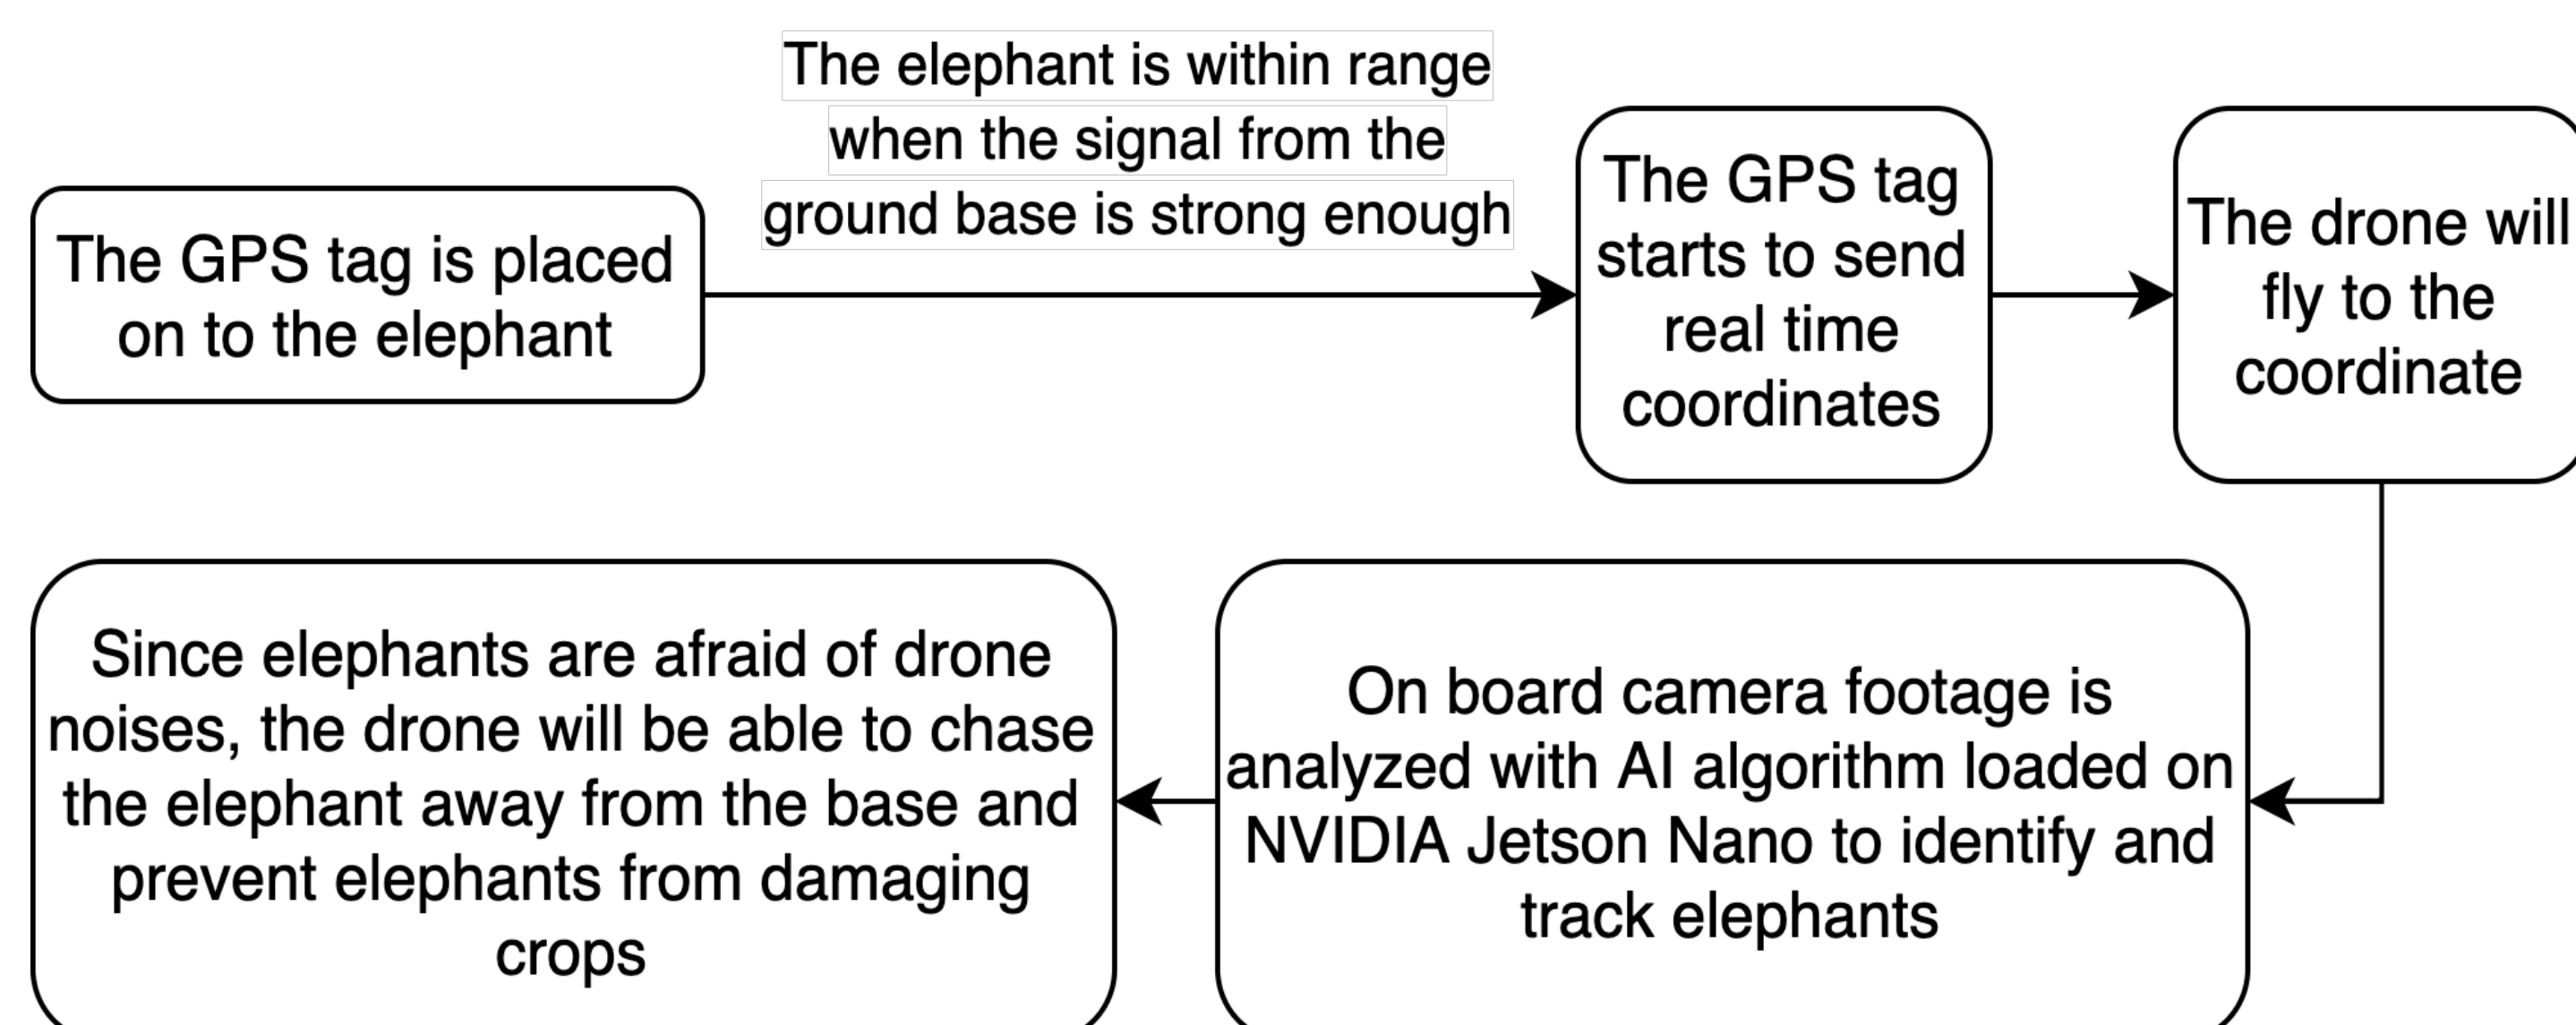 The GPS tag is placed
on to the elephant
The elephant is within range
when the signal from the
ground base is strong enough
The GPS tag
starts to send
real time
coordinates
The drone will
fly to the
coordinate
On board camera footage is
analyzed with AI algorithm loaded on
NVIDIA Jetson Nano to identify and
track elephants
Since elephants are afraid of drone
noises, the drone will be able to chase
the elephant away from the base and
prevent elephants from damaging
crops